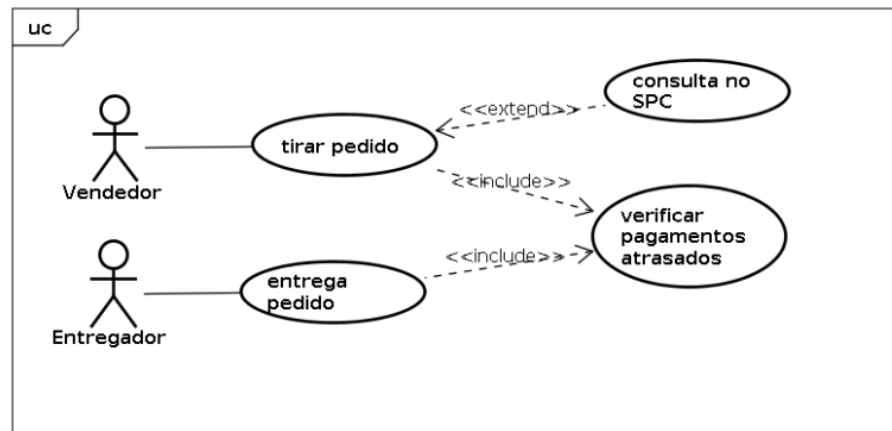 uc
consulta no
SPC
<<extend>>
tirar pedido
Vendedor
<<include>>
verificar
pagamentos
atrasados
<<include>>
entrega
pedido
Entregador